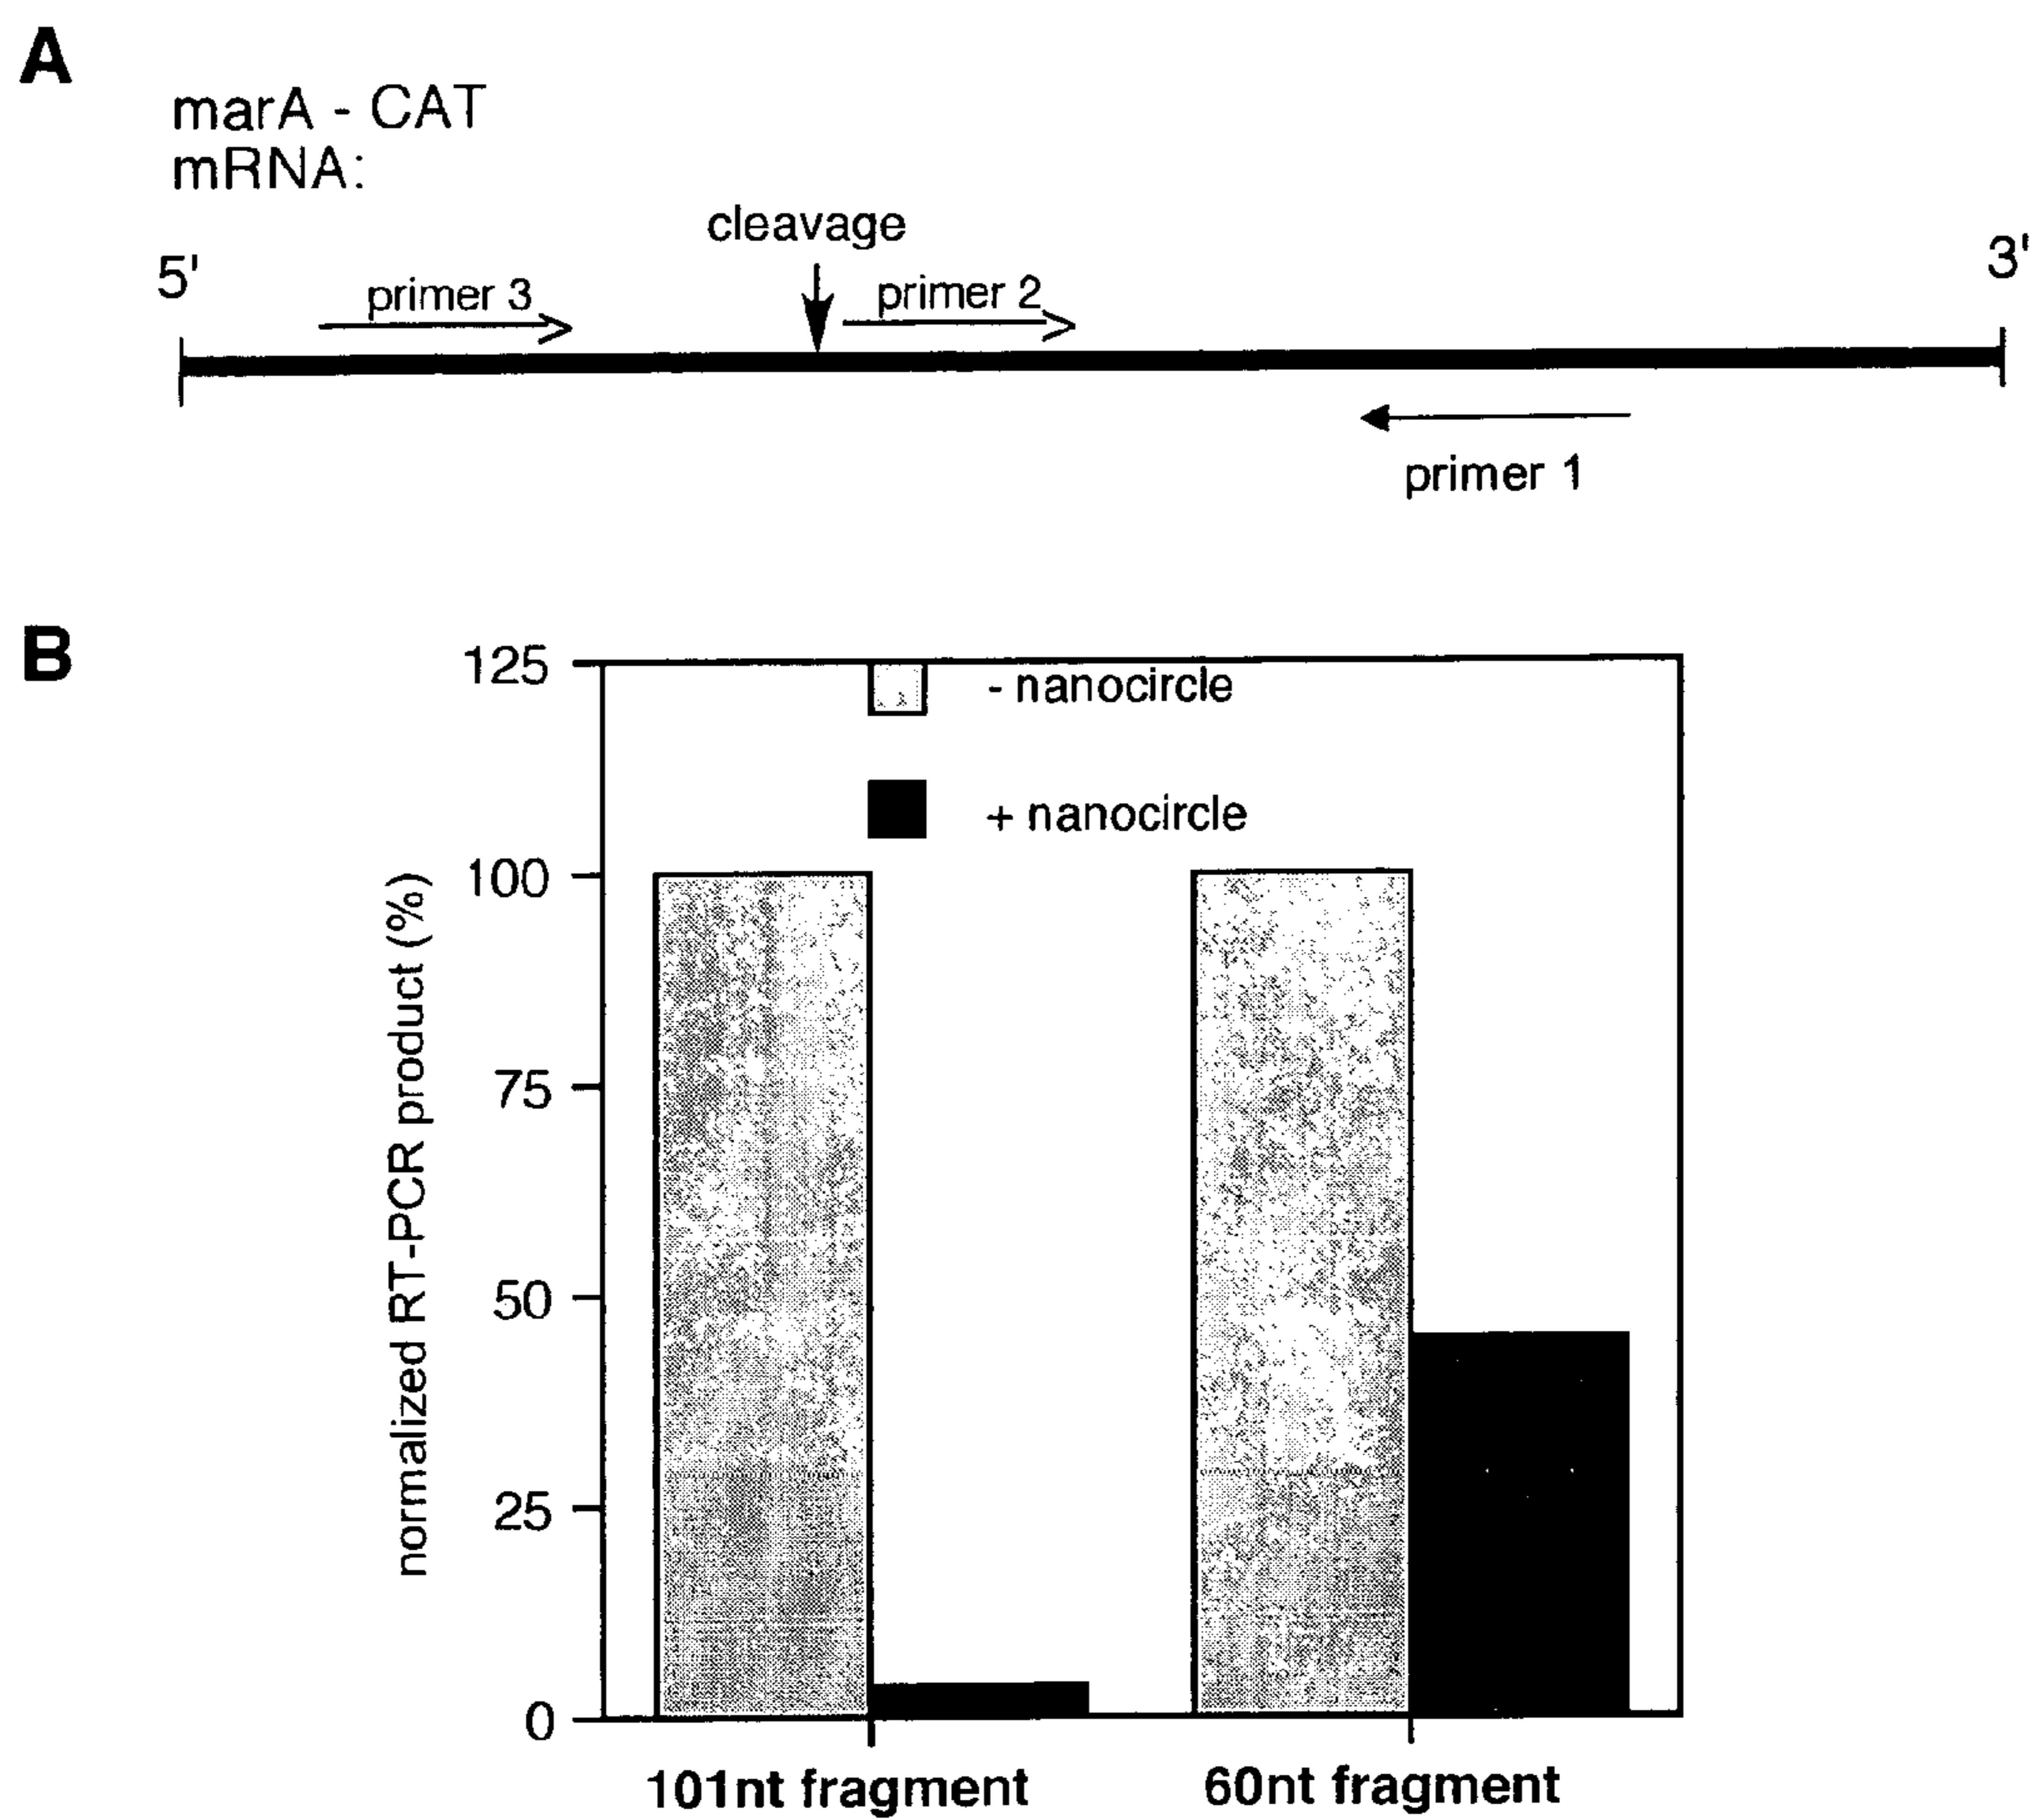 A
marA - CAT
mRNA:
cleavage
5'
3'
primer 3
primer 2
primer 1
B
125
- nanocircle
+ nanocircle
100
75
50
25
0
normalized RT-PCR product (%)
101nt fragment
60nt fragment